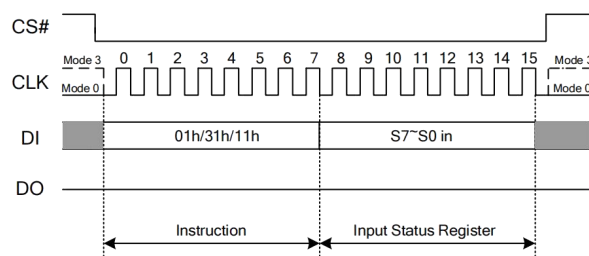 CS#
Mode 3 0 1 2 3 4 5 6 7 8 9 10 11 12 13 14 15 Mode 3
CLK
Mode 0 Mode 0
DI 01h/31h/11h S7~S0 in
DO
Instruction Input Status Register